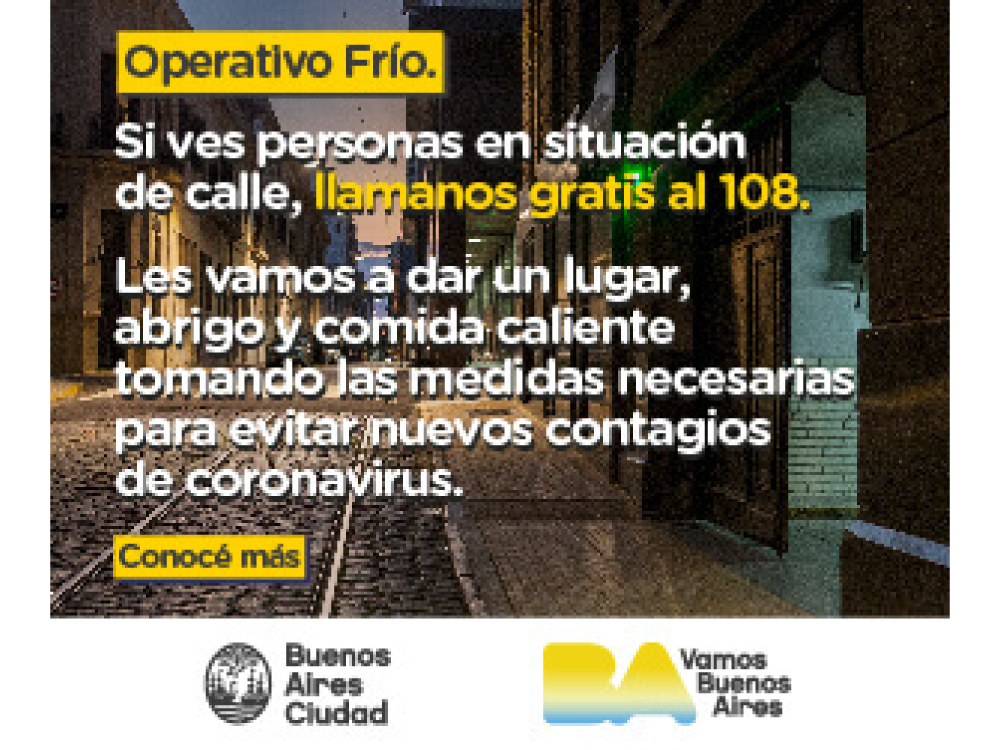 Operativo Frío.
Si ves personas en situación
de calle, llamanos gratis al 108.
Les vamos a dar un lugar,
abrigo y comida caliente
tomando las medidas necesarias
para evitar nuevos contagios
de coronavirus.
Conocé más
Buenos
Aires
Ciudad
BA
Vamos
Buenos
Aires